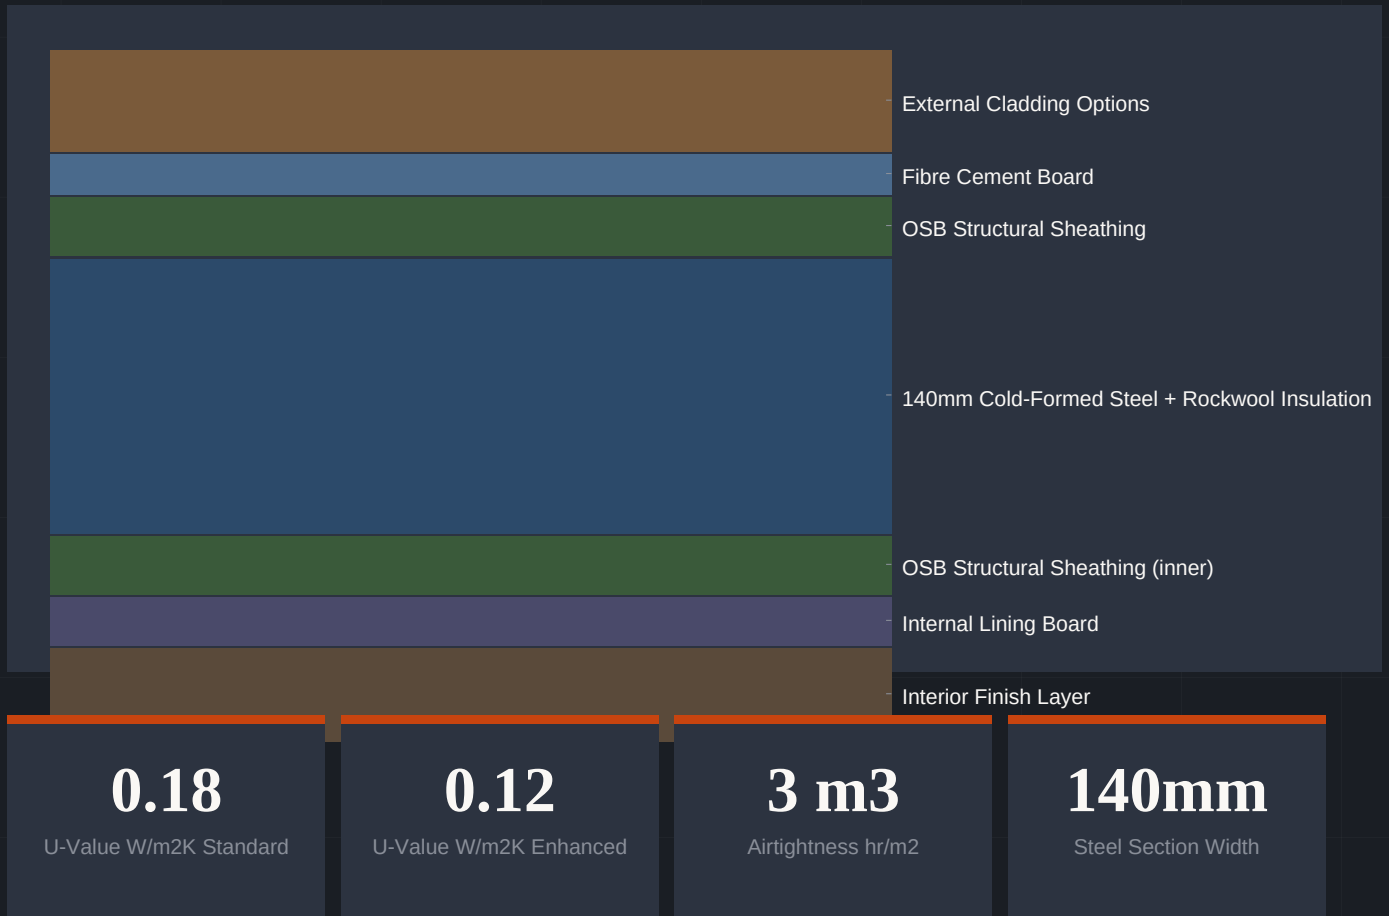 External Cladding Options
Fibre Cement Board
OSB Structural Sheathing
140mm Cold-Formed Steel + Rockwool Insulation
OSB Structural Sheathing (inner)
Internal Lining Board
Interior Finish Layer
0.18
U-Value W/m2K Standard
0.12
U-Value W/m2K Enhanced
3 m3
Airtightness hr/m2
140mm
Steel Section Width